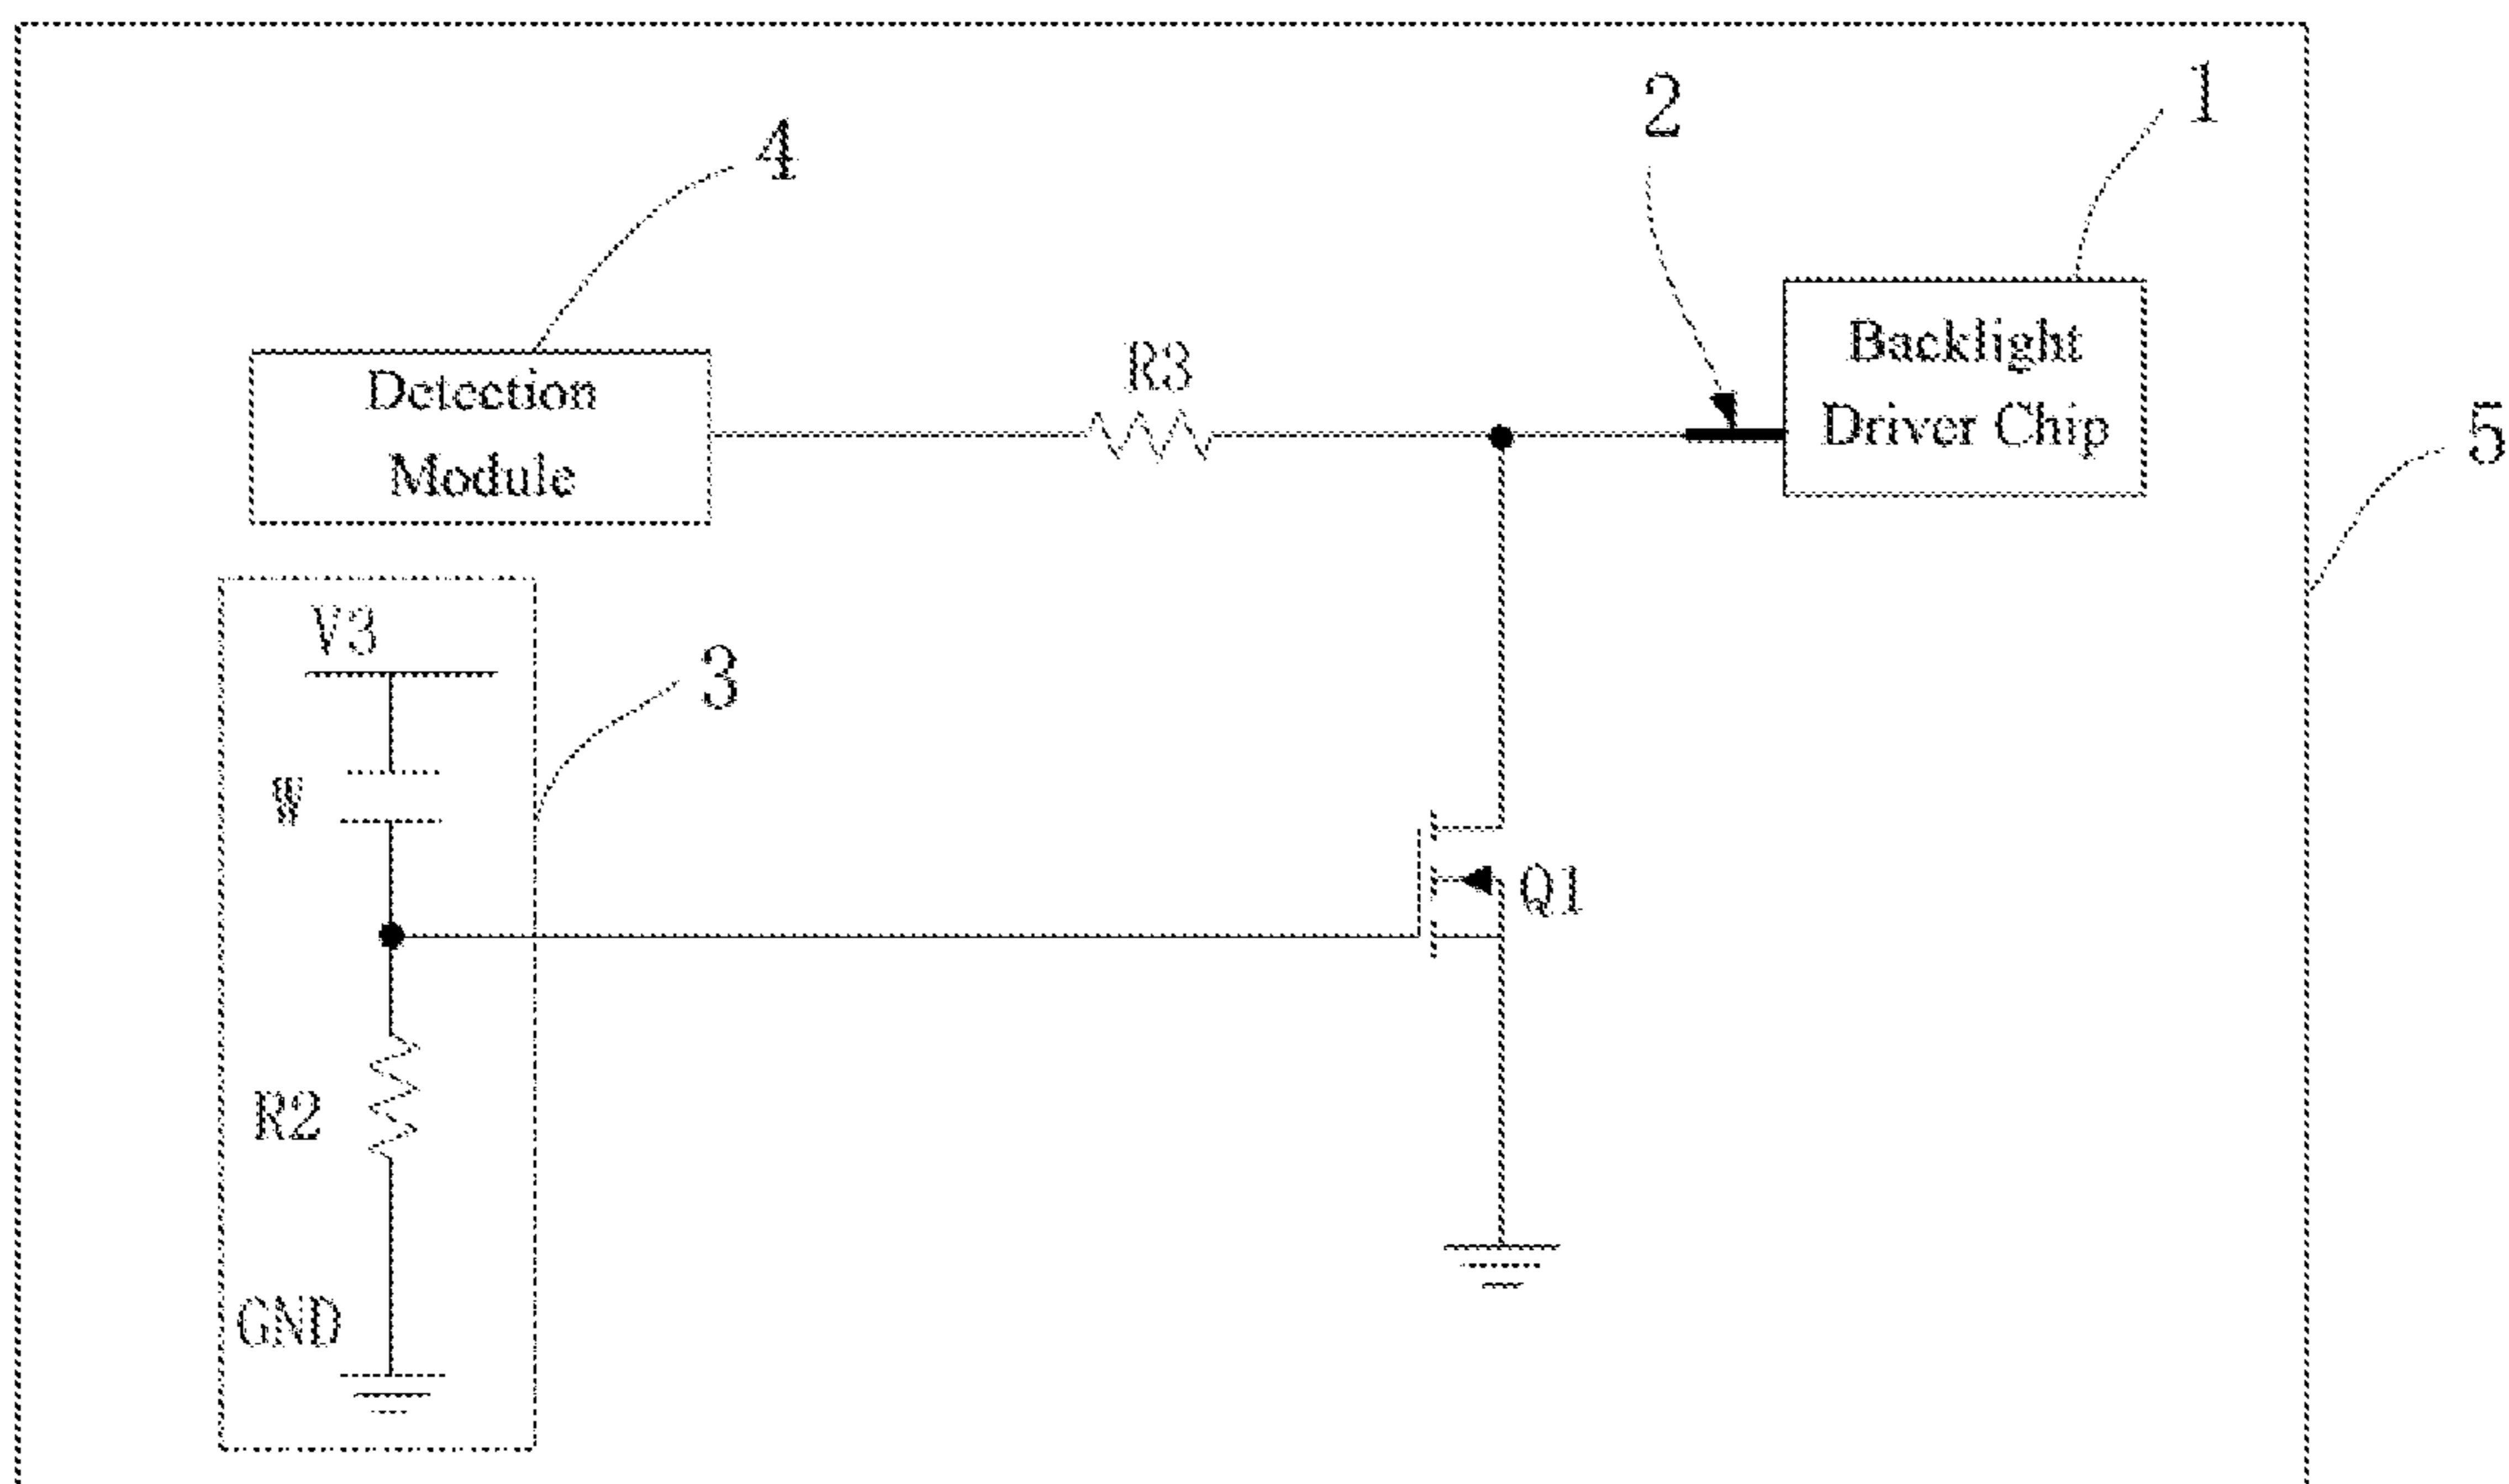 1
2
4
Backlight
Driver Chip
R3
Detection
Module
5
V3
3
W
Q1
R2
GND